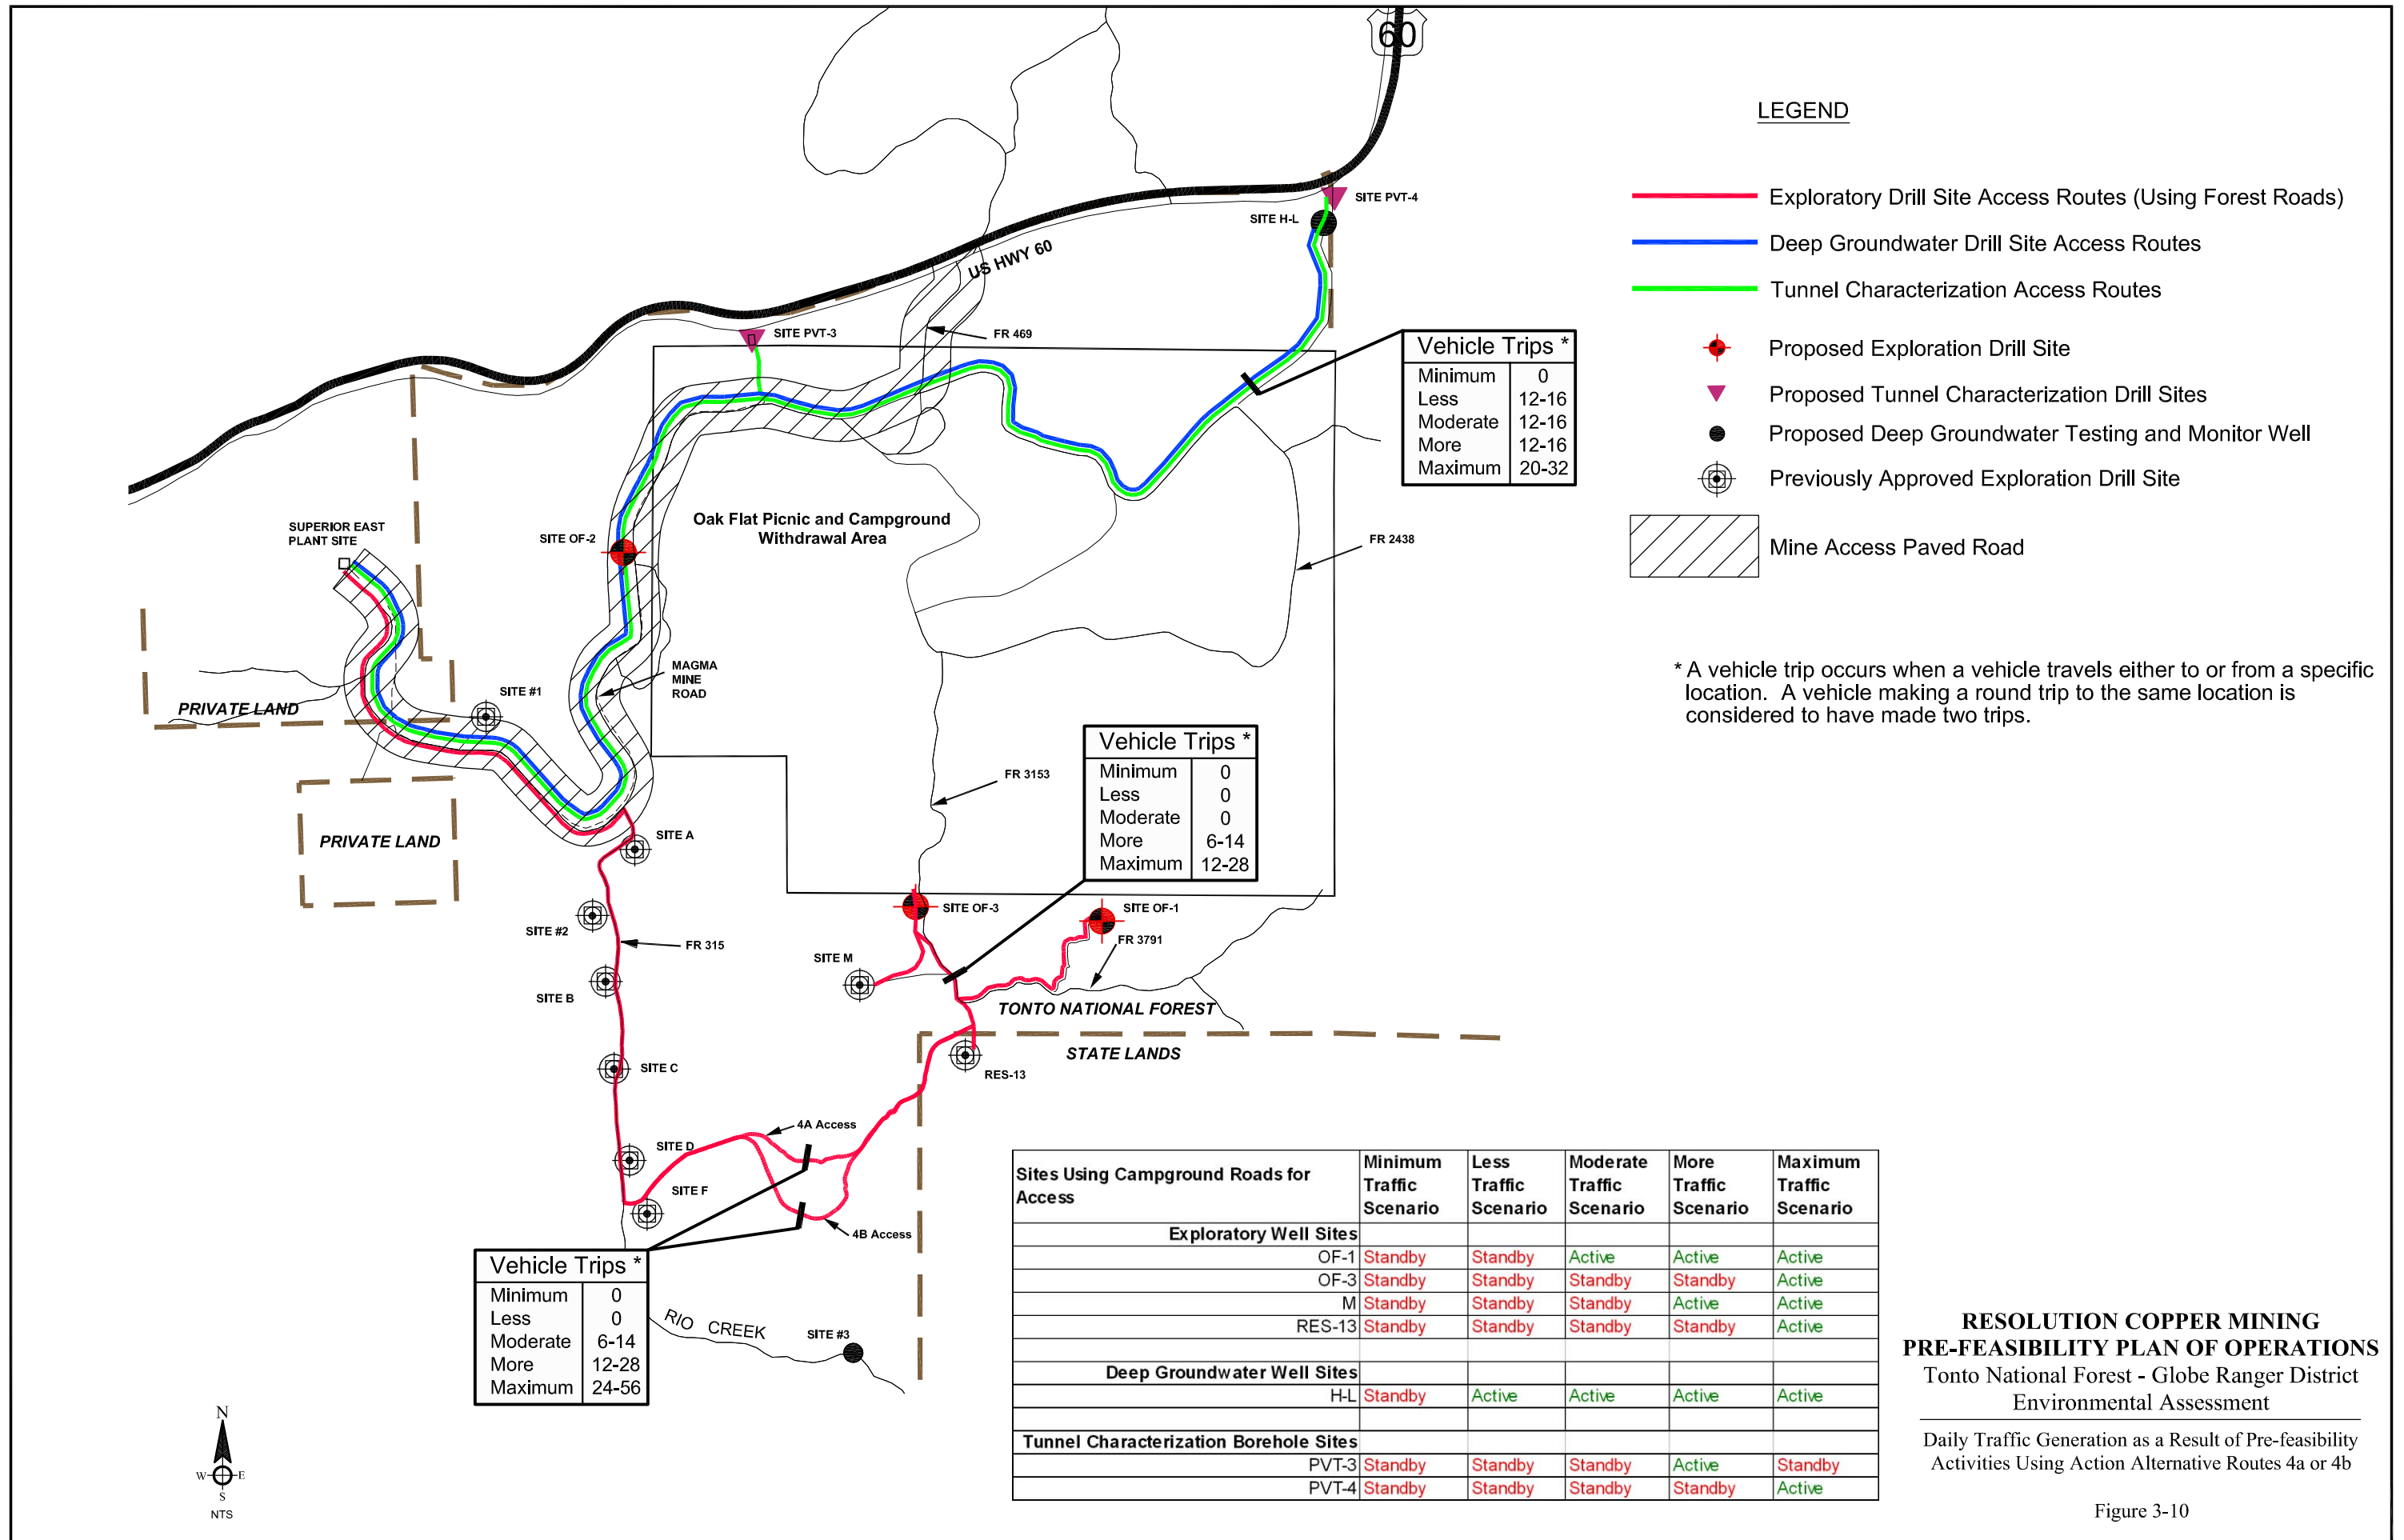 60
LEGEND
Exploratory Drill Site Access Routes (Using Forest Roads)
Deep Groundwater Drill Site Access Routes
Tunnel Characterization Access Routes
Proposed Exploration Drill Site
Proposed Tunnel Characterization Drill Sites
Proposed Deep Groundwater Testing and Monitor Well
Previously Approved Exploration Drill Site
Mine Access Paved Road
* A vehicle trip occurs when a vehicle travels either to or from a specific
location. A vehicle making a round trip to the same location is
considered to have made two trips.
SITE PVT-4
SITE H-L
US HWY 60
SITE PVT-3
FR 469
Vehicle Trips *
Minimum 0
Less 12-16
Moderate 12-16
More 12-16
Maximum 20-32
Oak Flat Picnic and Campground
Withdrawal Area
SUPERIOR EAST
PLANT SITE
SITE OF-2
FR 2438
MAGMA
MINE
ROAD
SITE #1
PRIVATE LAND
FR 3153
Vehicle Trips *
Minimum 0
Less 0
Moderate 0
More 6-14
Maximum 12-28
PRIVATE LAND
SITE A
SITE OF-3
SITE OF-1
SITE #2
FR 315
FR 3791
SITE M
SITE B
TONTO NATIONAL FOREST
STATE LANDS
SITE C
RES-13
4A Access
SITE D
SITE F
4B Access
Vehicle Trips *
Minimum 0
Less 0
Moderate 6-14
More 12-28
Maximum 24-56
RIO CREEK
SITE #3
N
W E
S
NTS
Sites Using Campground Roads for Access Minimum Traffic Scenario Less Traffic Scenario Moderate Traffic Scenario More Traffic Scenario Maximum Traffic Scenario
Exploratory Well Sites
OF-1 Standby Standby Active Active Active
OF-3 Standby Standby Standby Standby Active
M Standby Standby Standby Active Active
RES-13 Standby Standby Standby Standby Active
Deep Groundwater Well Sites
H-L Standby Active Active Active Active
Tunnel Characterization Borehole Sites
PVT-3 Standby Standby Standby Active Standby
PVT-4 Standby Standby Standby Standby Active
RESOLUTION COPPER MINING
PRE-FEASIBILITY PLAN OF OPERATIONS
Tonto National Forest - Globe Ranger District
Environmental Assessment
Daily Traffic Generation as a Result of Pre-feasibility
Activities Using Action Alternative Routes 4a or 4b
Figure 3-10